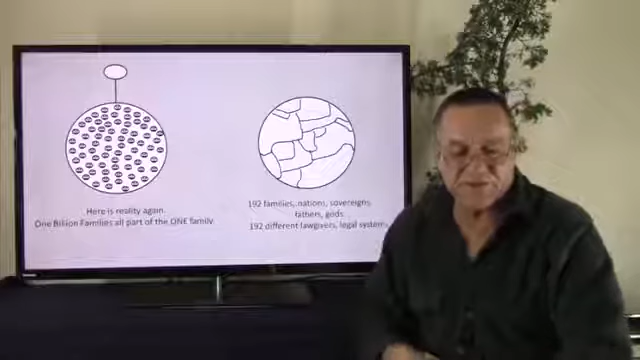 Here is reality again.
One Billion Families all part of the ONE family.
192 families, nations, sovereigns,
fathers, gods.
192 different lawgivers, legal systems